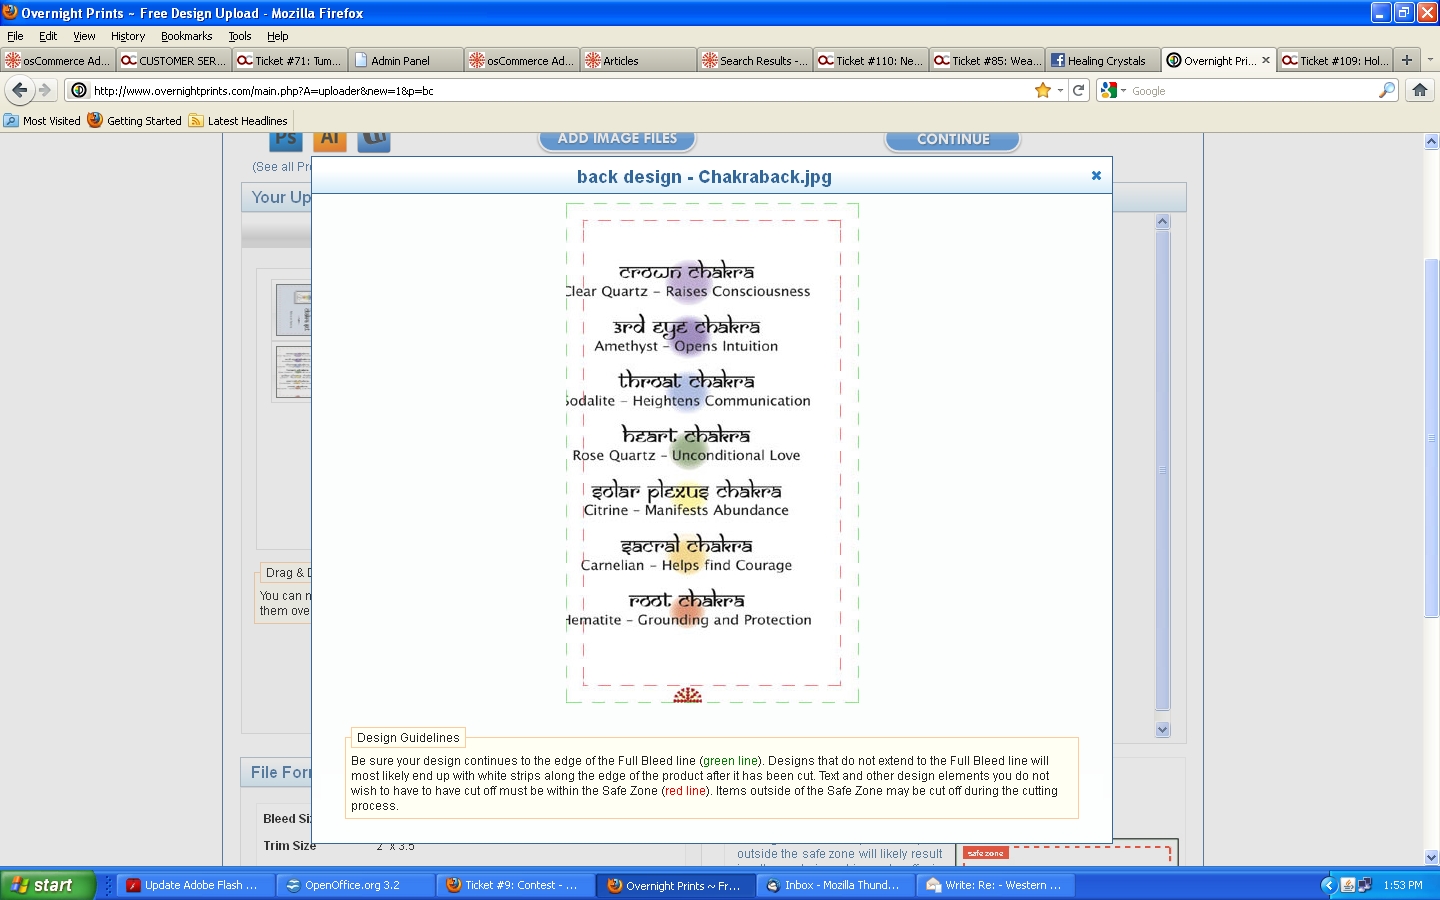 Overnight Prints ~ Free Design Upload - Mozilla Firefox
File Edit View History Bookmarks Tools Help
osCommerce Ad... CUSTOMER SER... Ticket #71: Tum... Admin Panel osCommerce Ad... Articles Search Results -... Ticket #110: Ne... Ticket #85: Wea... Healing Crystals Overnight Pri... Ticket #109: Hol...
http://www.overnightprints.com/main.php?A=uploader&new=1&p=bc Google
Most Visited Getting Started Latest Headlines
Ps Ai ADD IMAGE FILES CONTINUE
(See all Pr
back design - Chakraback.jpg
Your Up
crown chakra
Clear Quartz - Raises Consciousness
3rd eye chakra
Amethyst - Opens Intuition
throat chakra
Sodalite - Heightens Communication
heart chakra
Rose Quartz - Unconditional Love
solar plexus chakra
Citrine - Manifests Abundance
sacral chakra
Carnelian - Helps find Courage
root chakra
Hematite - Grounding and Protection
Drag & D
You can n
them ove
Design Guidelines
Be sure your design continues to the edge of the Full Bleed line (green line). Designs that do not extend to the Full Bleed line will
most likely end up with white strips along the edge of the product after it has been cut. Text and other design elements you do not
wish to have to have cut off must be within the Safe Zone (red line). Items outside of the Safe Zone may be cut off during the cutting
process.
File Forn
Bleed Si
Trim Size 2" x 3.5"
outside the safe zone will likely result
safe zone
start Update Adobe Flash ... OpenOffice.org 3.2 Ticket #9: Contest - ... Overnight Prints ~ Fr... Inbox - Mozilla Thund... Write: Re: - Western ... 1:53 PM